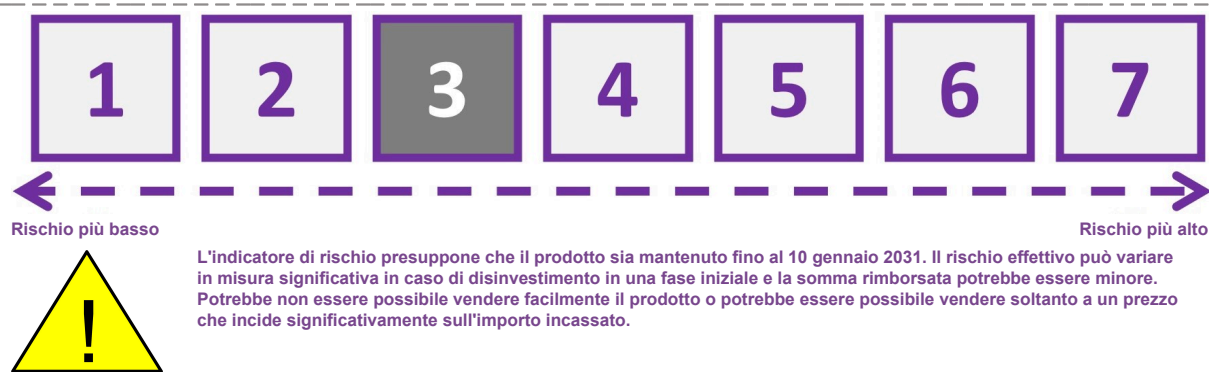 1 2 3 4 5 6 7
Rischio più basso Rischio più alto
L'indicatore di rischio presuppone che il prodotto sia mantenuto fino al 10 gennaio 2031. Il rischio effettivo può variare
in misura significativa in caso di disinvestimento in una fase iniziale e la somma rimborsata potrebbe essere minore.
Potrebbe non essere possibile vendere facilmente il prodotto o potrebbe essere possibile vendere soltanto a un prezzo
che incide significativamente sull'importo incassato.
!